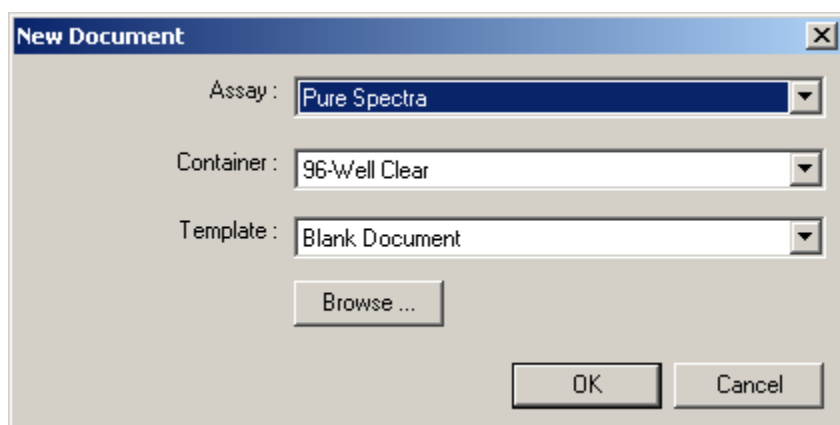 New Document
Assay : Pure Spectra
Container : 96-Well Clear
Template : Blank Document
Browse ...
OK Cancel